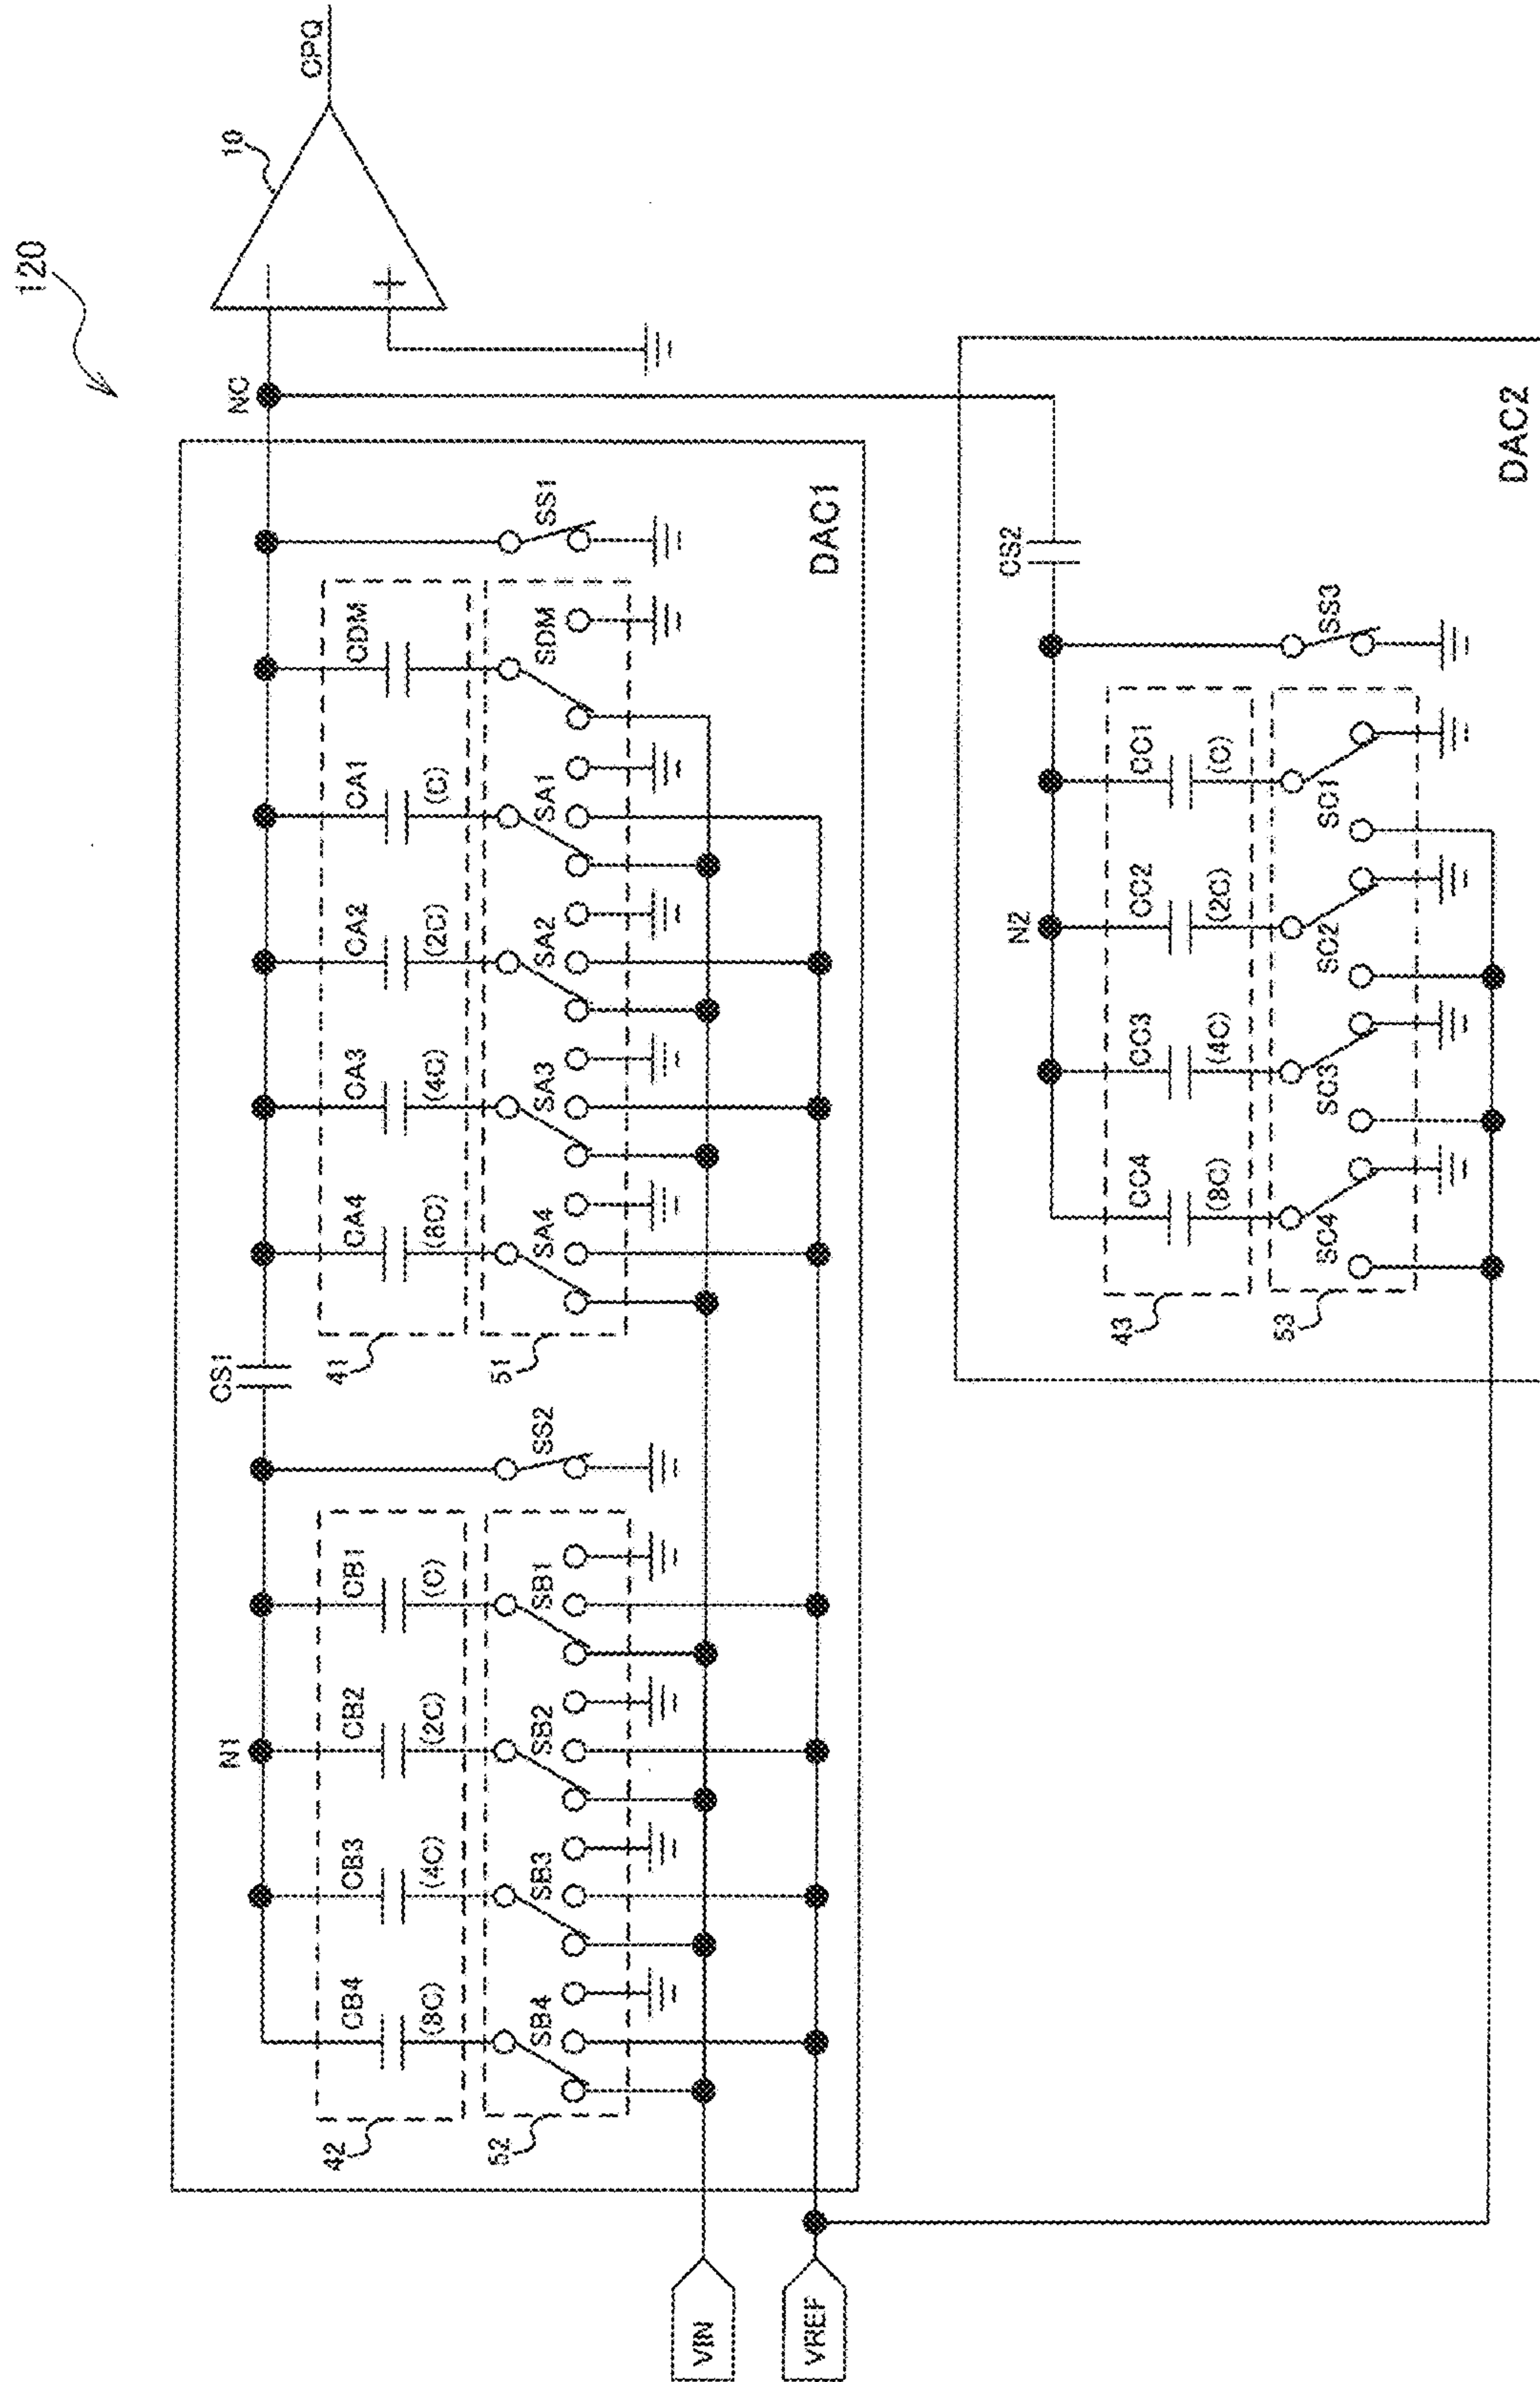 120
10
CPQ
NC
DAC1
CS1
N1
41
CA4
CA3
CA2
CA1
CDM
(8C)
(4C)
(2C)
(C)
51
SA4
SA3
SA2
SA1
SDM
SS1
42
CB4
CB3
CB2
CB1
(8C)
(4C)
(2C)
(C)
52
SB4
SB3
SB2
SB1
SS2
VIN
VREF
DAC2
CS2
N2
43
CC4
CC3
CC2
CC1
(8C)
(4C)
(2C)
(C)
53
SC4
SC3
SC2
SC1
SS3